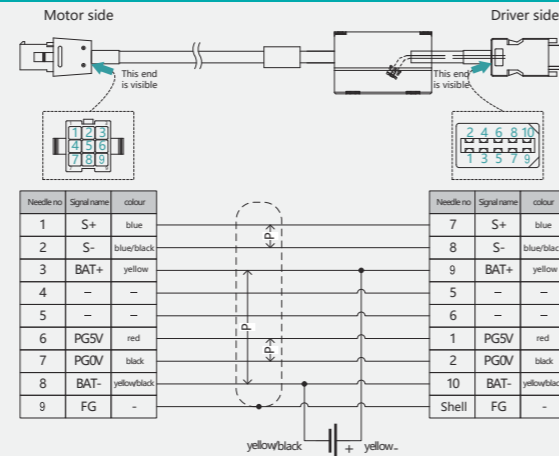 Motor side Driver side
This end
is visible
This end
is visible
1 2 3
4 5 6
7 8 9
2 4 6 8 10
1 3 5 7 9
Needle no Signal name colour Needle no Signal name colour
1 S+ blue 7 S+ blue
2 S- blue/black 8 S- blue/black
3 BAT+ yellow 9 BAT+ yellow
4 – – 5 – –
5 – – 6 – –
6 PG5V red 1 PG5V red
7 PG0V black 2 PG0V black
8 BAT- yellow/black 10 BAT- yellow/blac
9 FG - Shell FG -
P
P
P
yellow/black + yellow-